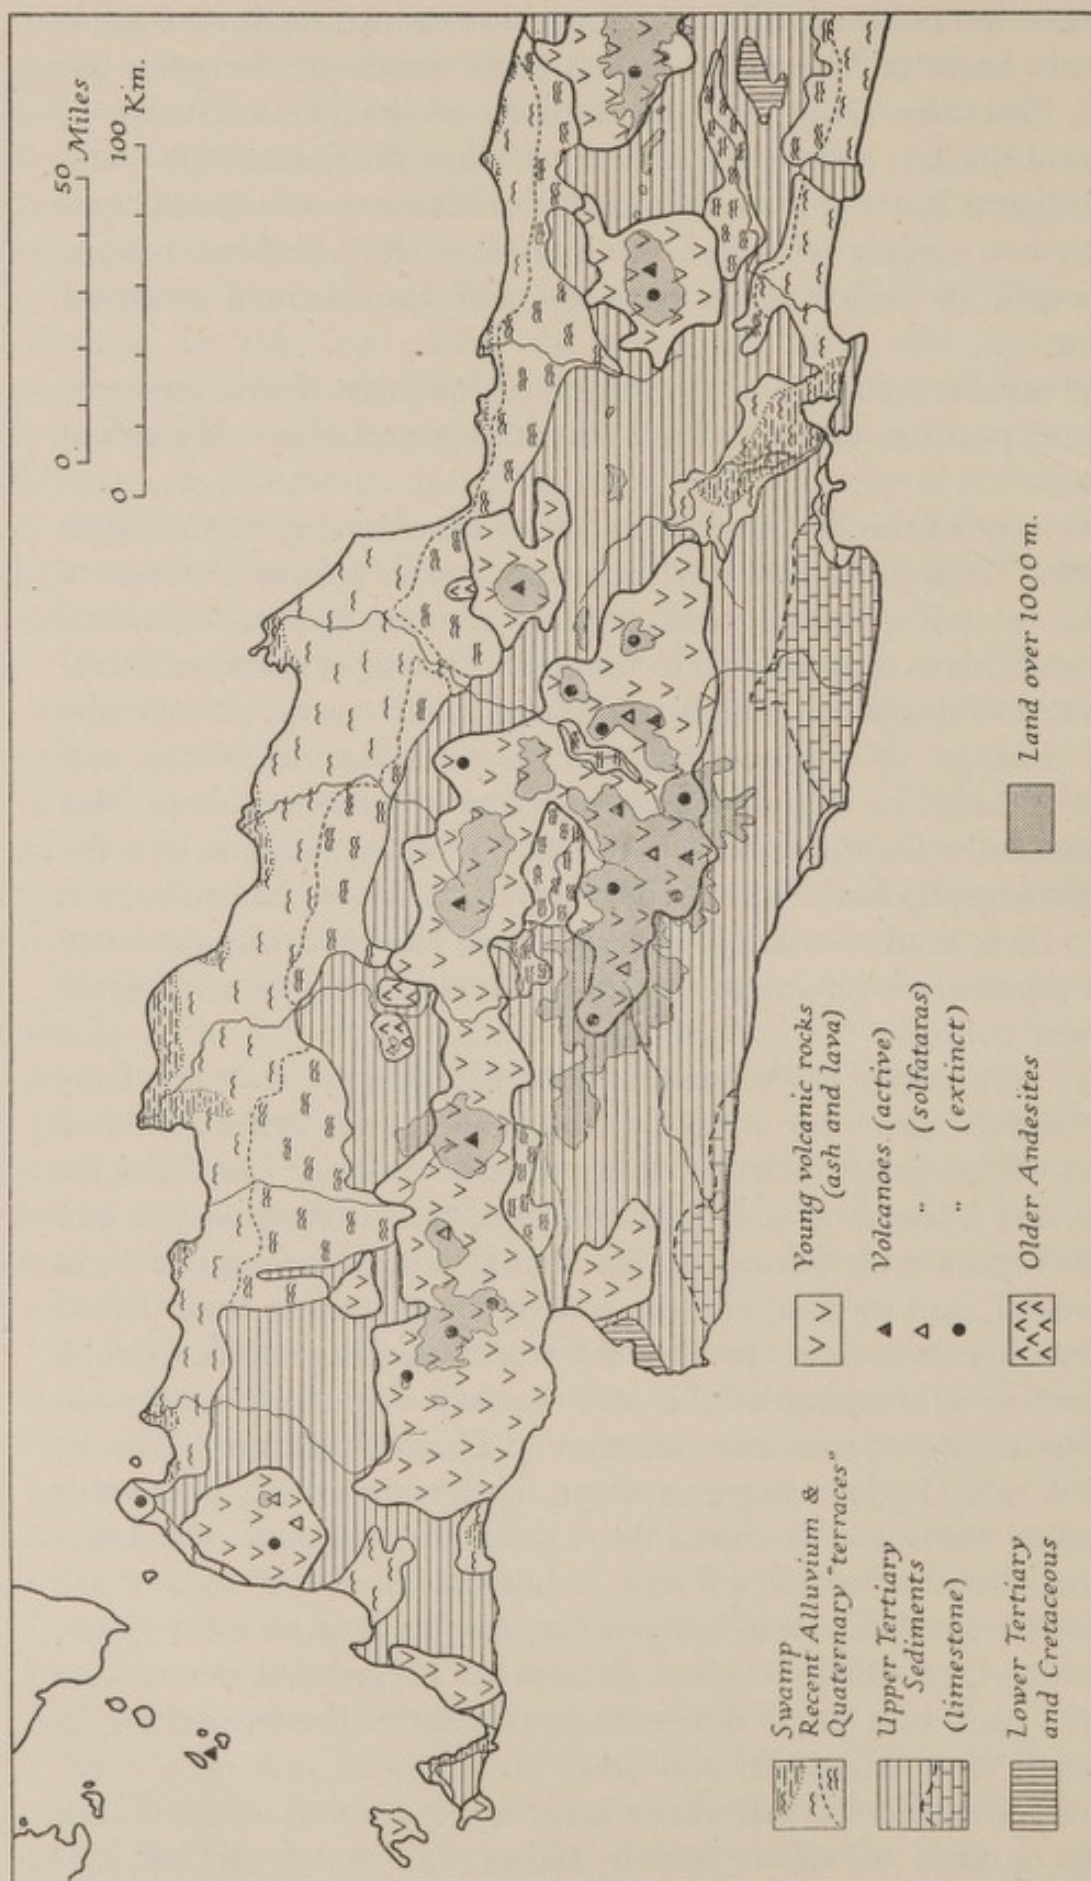 0 50 Miles
0 100 Km.
Swamp
Recent Alluvium &
Quaternary "terraces"
Upper Tertiary
Sediments
(limestone)
Lower Tertiary
and Cretaceous
Young volcanic rocks
(ash and lava)
Volcanoes (active)
" (solfataras)
" (extinct)
Older Andesites
Land over 1000 m.